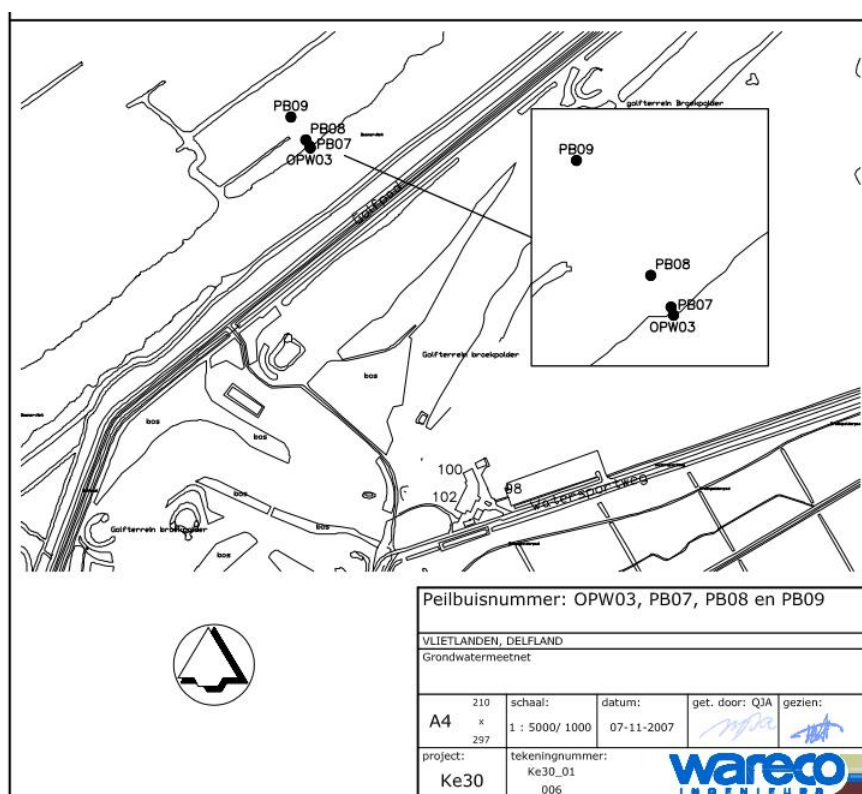 golfterrein Broekpolder
PB09
PB08
PB07
OPW03
PB09
PB08
PB07
OPW03
Golfpad
Golfterrein broekpolder
bos
bos
bos
bos
bos
bos
100
102
98
Watersportweg
Golfterrein broekpolder
Peilbuisnummer: OPW03, PB07, PB08 en PB09
VLIETLANDEN, DELFLAND
Grondwatermeetnet
A4
210
x
297
schaal:
1 : 5000/ 1000
datum:
07-11-2007
get. door: QJA
gezien:
project:
Ke30
tekeningnummer:
Ke30_01
006
wareco
INGENIEURS